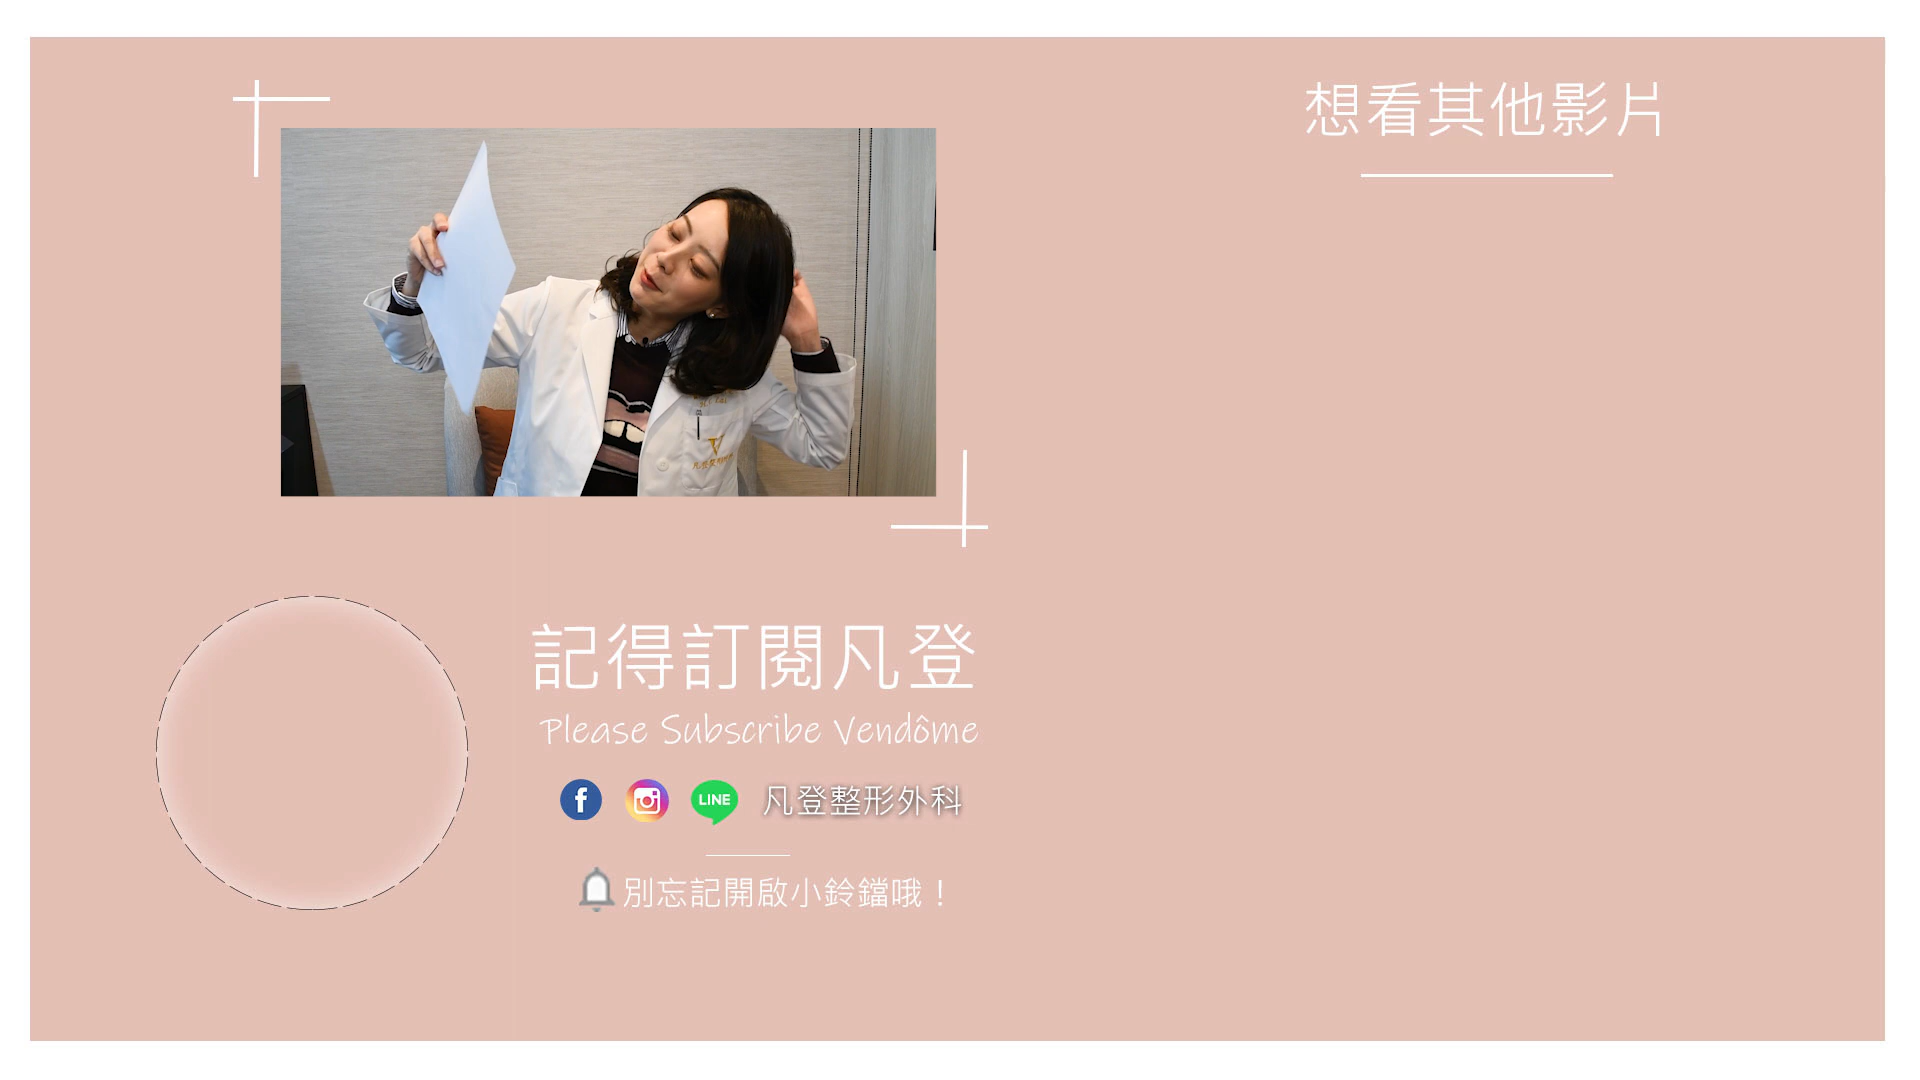 想看其他影片
記得訂閱凡登
Please Subscribe Vendôme
LINE
凡登整形外科
別忘記開啟小鈴鐺哦！